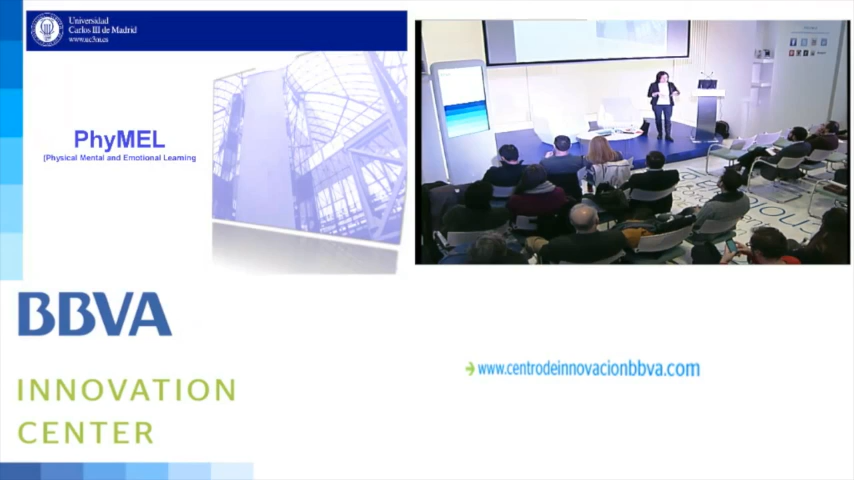 Universidad
Carlos III de Madrid
www.uc3m.es
PhyMEL
(Physical Mental and Emotional Learning
BBVA
INNOVATION
CENTER
www.centrodeinnovacionbbva.com